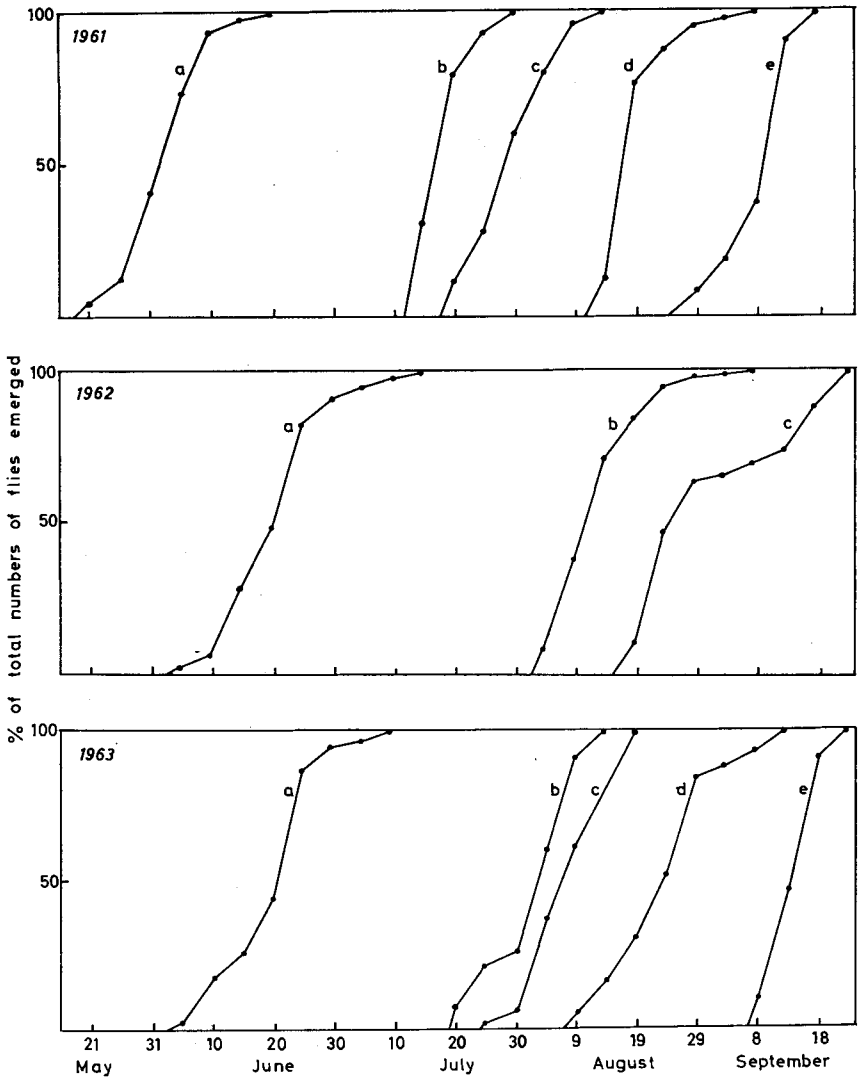 % of total numbers of flies emerged
1961
100
50
a
b
c
d
e
1962
100
50
a
b
c
1963
100
50
a
b
c
d
e
21 31 10 20 30 10 20 30 9 19 29 8 18
May June July August September